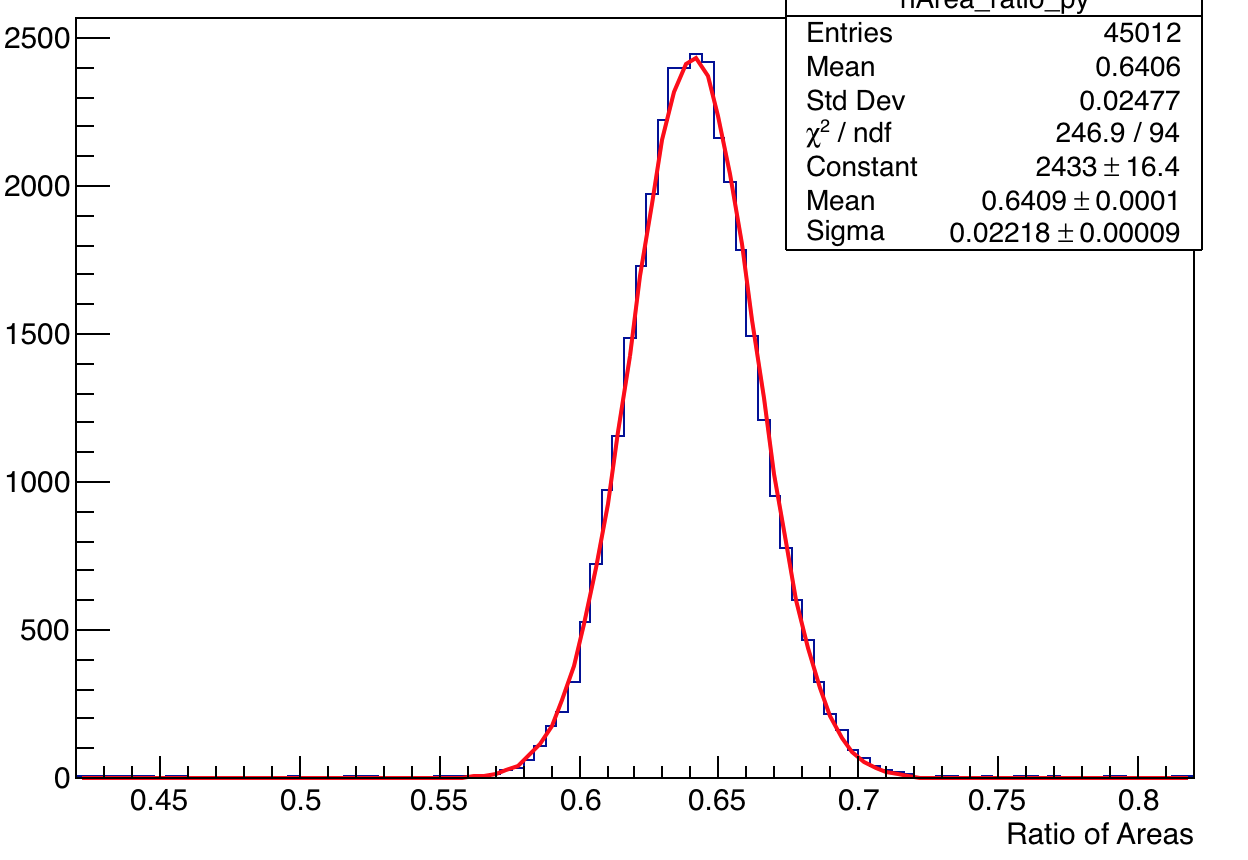 hArea_ratio_py
Entries 45012
Mean 0.6406
Std Dev 0.02477
χ² / ndf 246.9 / 94
Constant 2433 ± 16.4
Mean 0.6409 ± 0.0001
Sigma 0.02218 ± 0.00009
2500
2000
1500
1000
500
0
0.45 0.5 0.55 0.6 0.65 0.7 0.75 0.8
Ratio of Areas